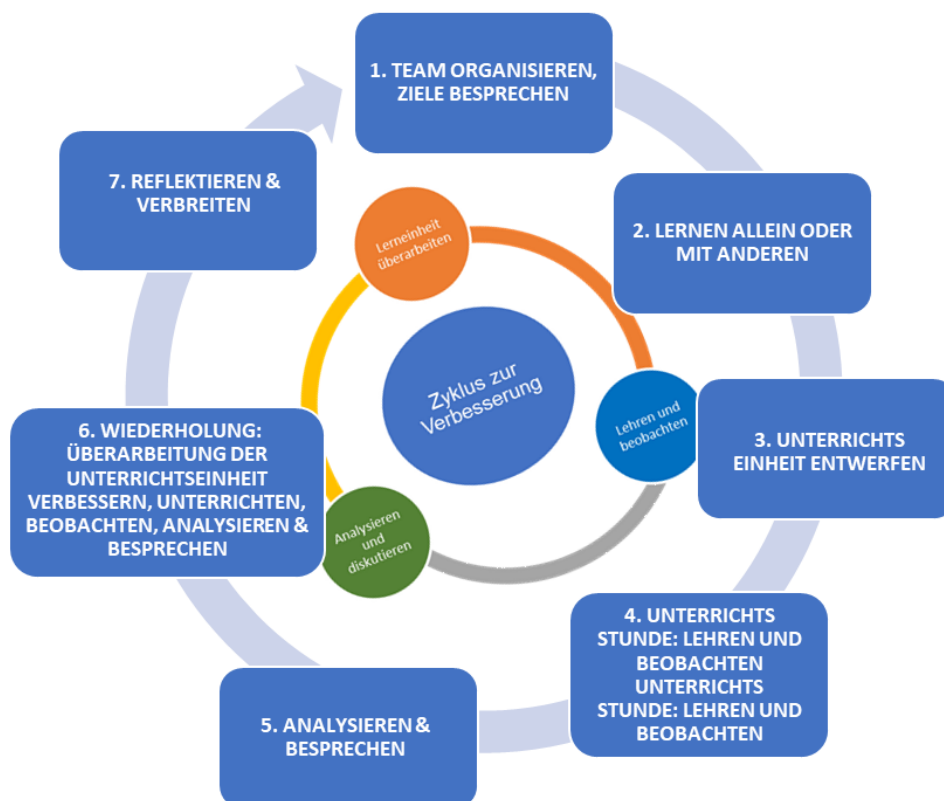 1. TEAM ORGANISIEREN,
ZIELE BESPRECHEN
2. LERNEN ALLEIN ODER
MIT ANDEREN
3. UNTERRICHTS
EINHEIT ENTWERFEN
4. UNTERRICHTS
STUNDE: LEHREN UND
BEOBACHTEN
UNTERRICHTS
STUNDE: LEHREN UND
BEOBACHTEN
5. ANALYSIEREN &
BESPRECHEN
6. WIEDERHOLUNG:
ÜBERARBEITUNG DER
UNTERRICHTSEINHEIT
VERBESSERN, UNTERRICHTEN,
BEOBACHTEN, ANALYSIEREN &
BESPRECHEN
7. REFLEKTIEREN &
VERBREITEN
Lerneinheit
überarbeiten
Zyklus zur
Verbesserung
Lehren und
beobachten
Analysieren
und
diskutieren